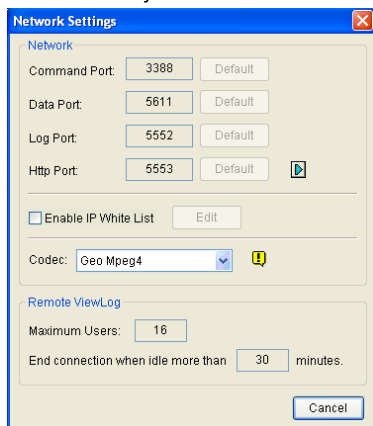 Network Settings
Network
Command Port: 3388 Default
Data Port: 5611 Default
Log Port: 5552 Default
Http Port: 5553 Default
Enable IP White List Edit
Codec: Geo Mpeg4
Remote ViewLog
Maximum Users: 16
End connection when idle more than 30 minutes.
Cancel